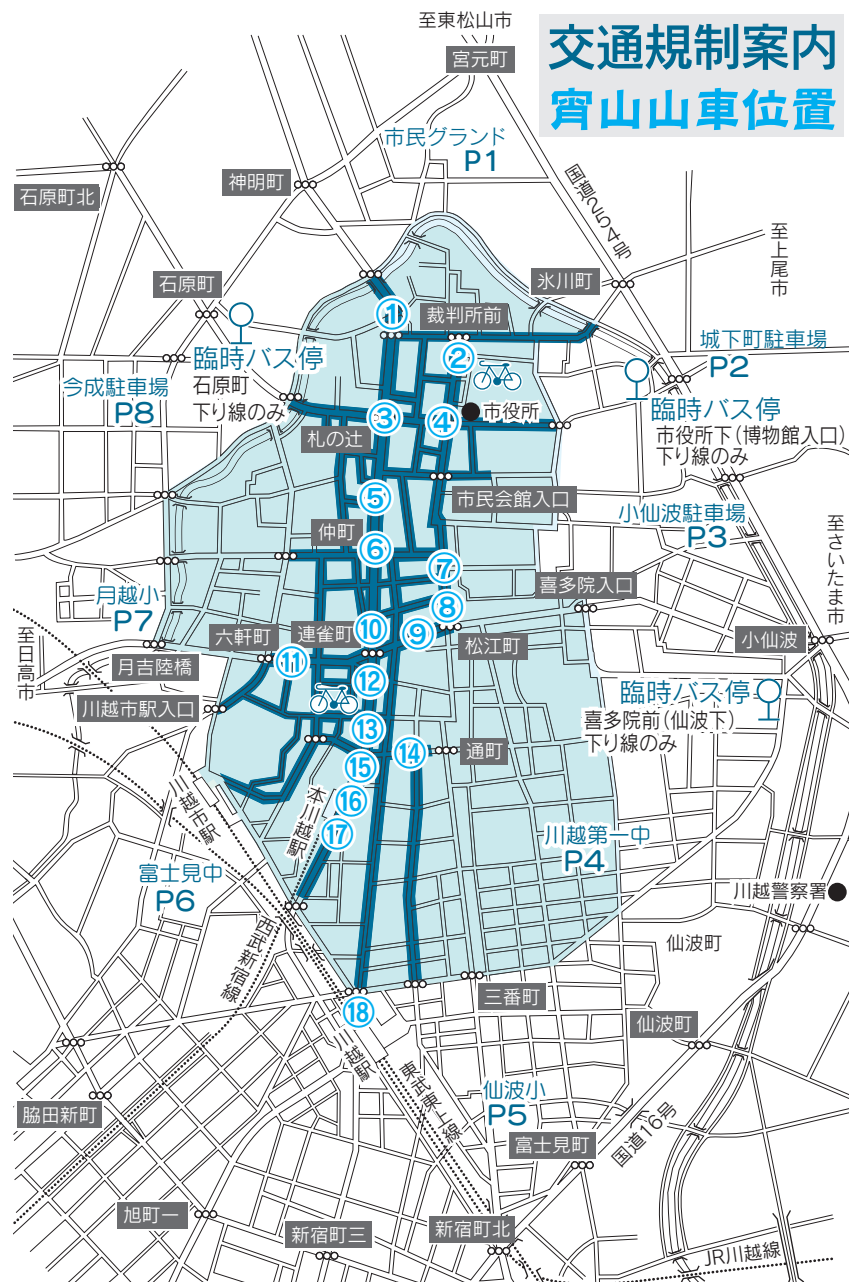 至東松山市
交通規制案内
宵山山車位置
宮元町
市民グランド
P1
国道254号
石原町北
神明町
至上尾市
石原町
氷川町
①
裁判所前
臨時バス停
石原町
下り線のみ
②
城下町駐車場
P2
今成駐車場
P8
臨時バス停
市役所下(博物館入口)
下り線のみ
③
④
市役所
札の辻
⑤
市民会館入口
小仙波駐車場
P3
至さいたま市
仲町
⑥
⑦
喜多院入口
月越小
P7
⑧
至日高市
六軒町
連雀町
⑩
⑨
松江町
小仙波
月吉陸橋
⑪
⑫
臨時バス停
喜多院前(仙波下)
下り線のみ
川越市駅入口
⑬
⑭
通町
⑮
川越市駅
本川越駅
⑯
⑰
川越第一中
P4
富士見中
P6
川越警察署
西武新宿線
仙波町
三番町
⑱
仙波町
川越駅
東武東上線
仙波小
P5
脇田新町
国道16号
富士見町
旭町一
新宿町三
新宿町北
JR川越線